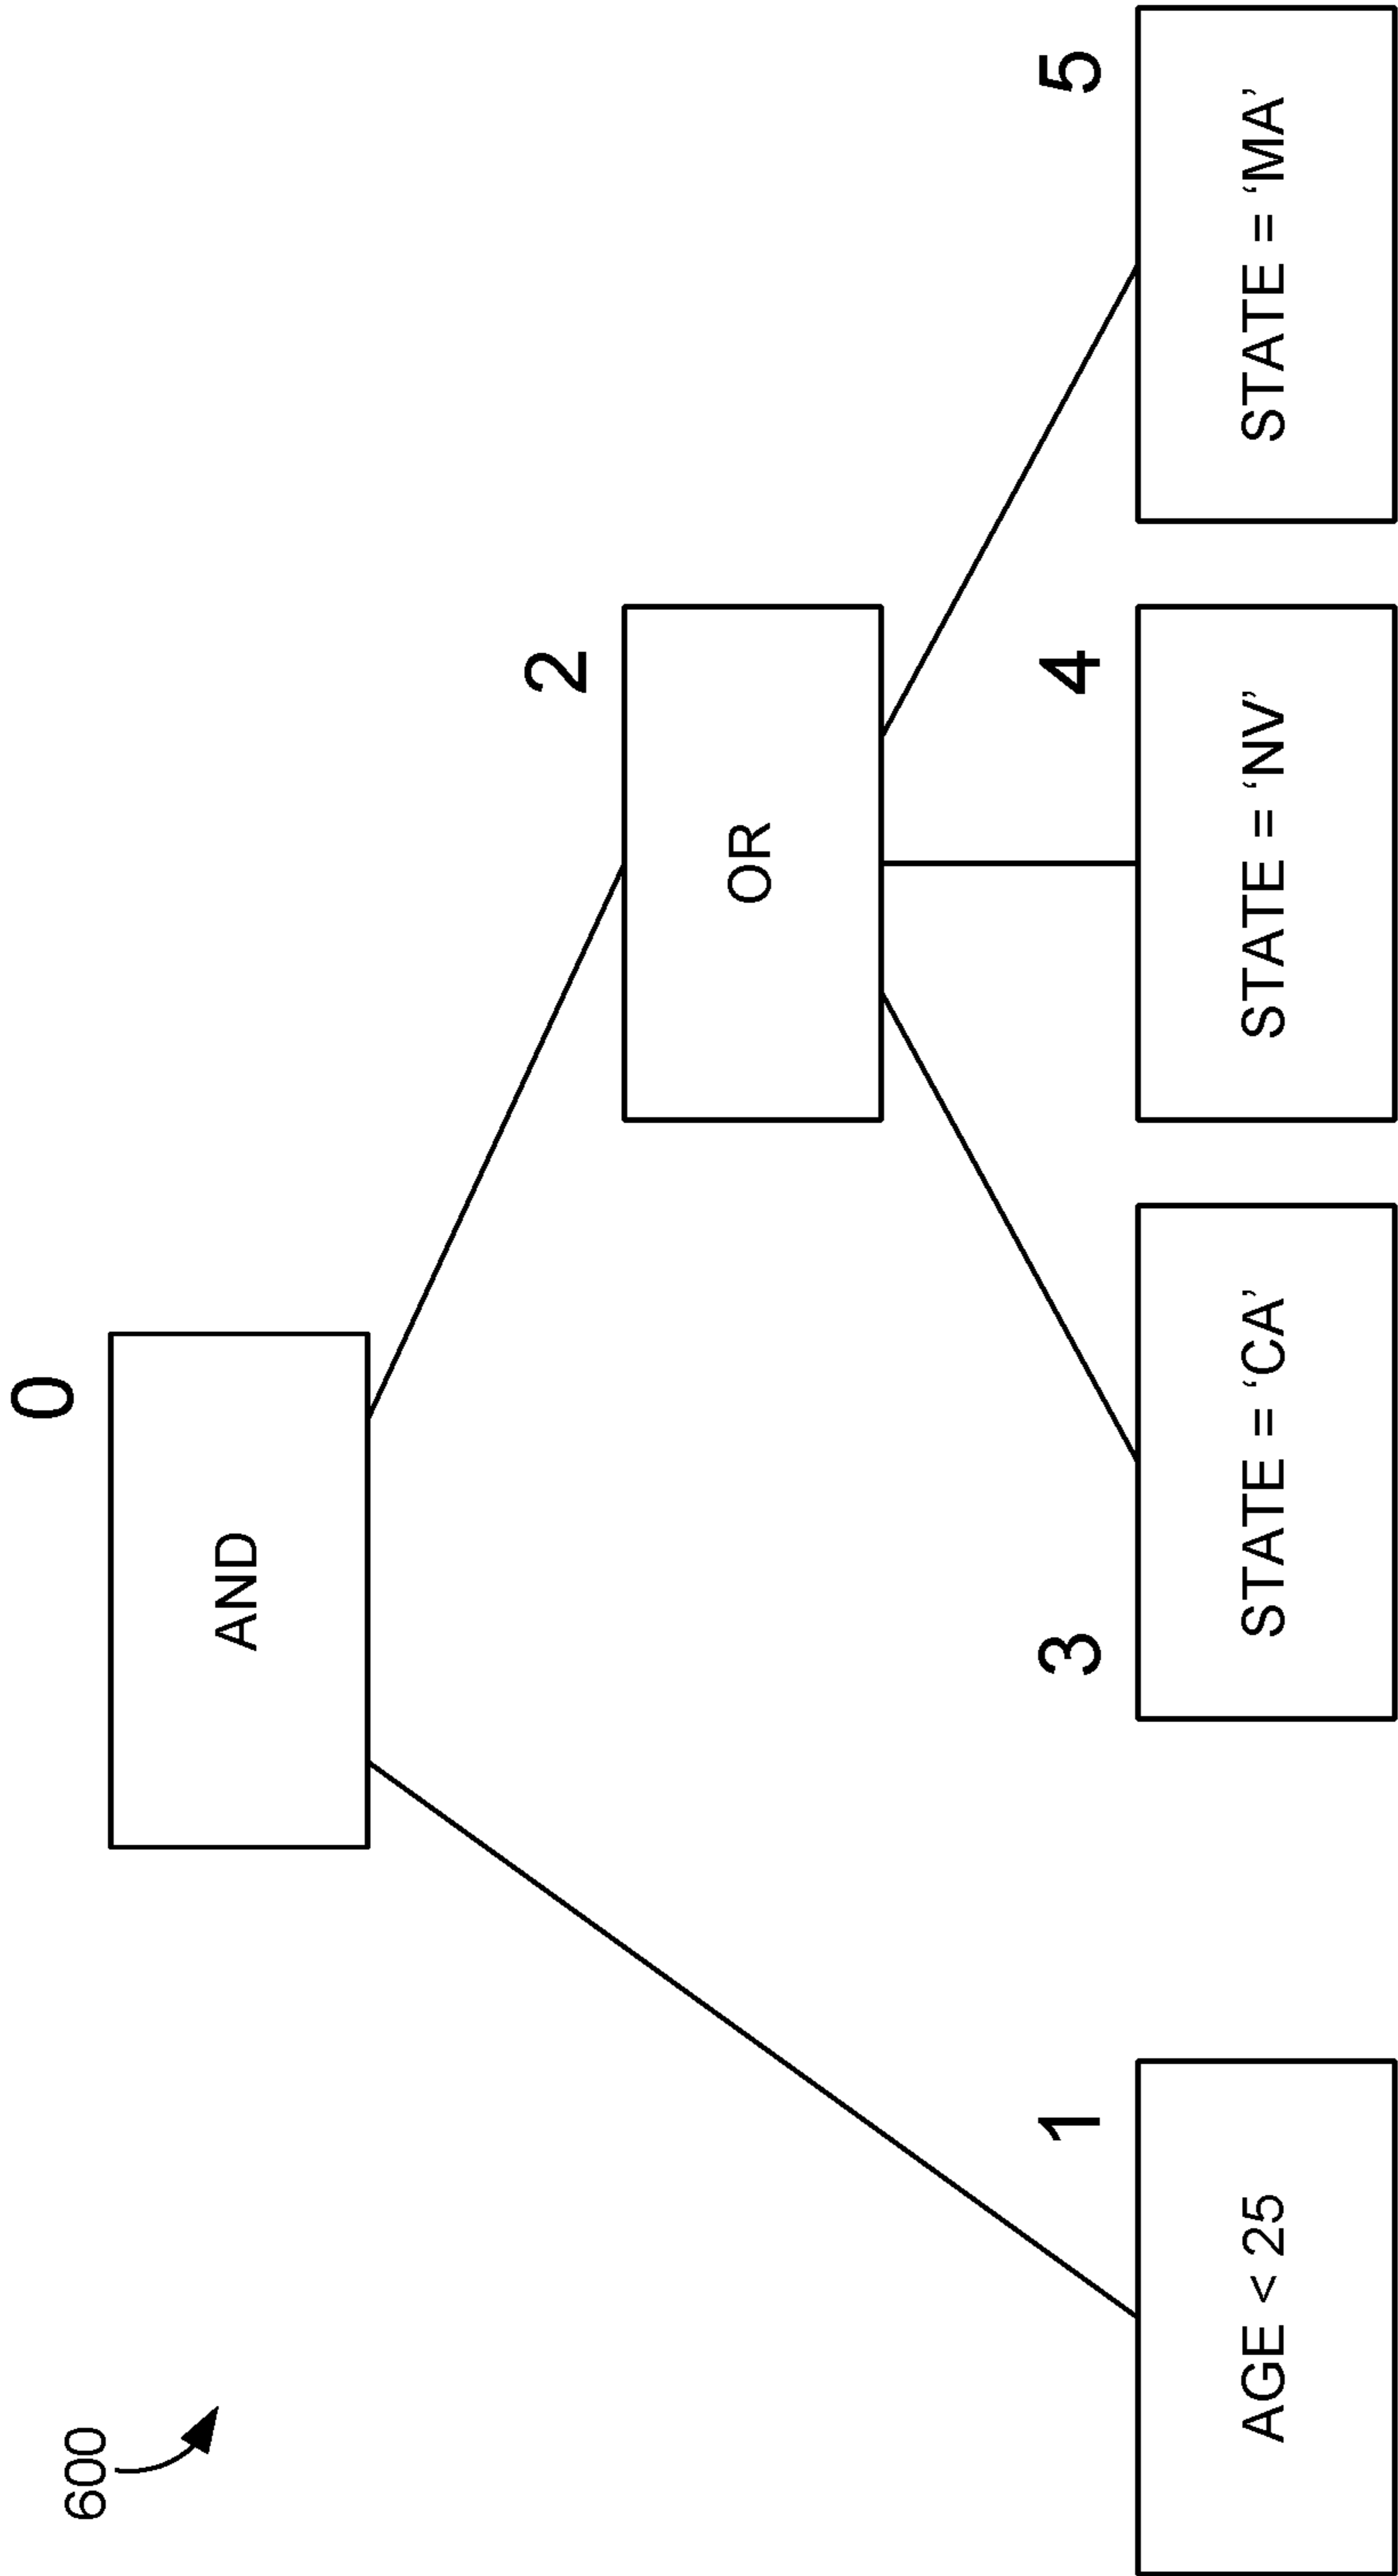 600
0
AND
2
OR
1
AGE < 25
3
STATE = ‘CA’
4
STATE = ‘NV’
5
STATE = ‘MA’